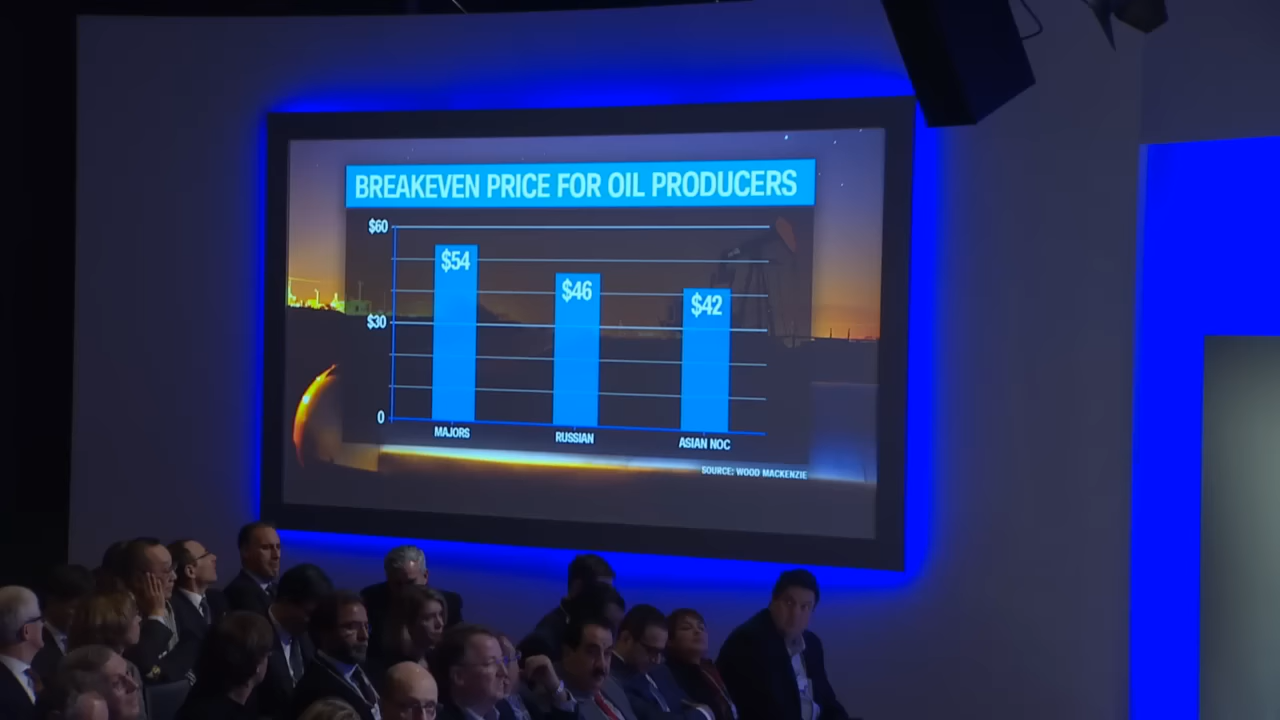 BREAKEVEN PRICE FOR OIL PRODUCERS
$60
$54
$46
$42
$30
0
MAJORS
RUSSIAN
ASIAN NOC
SOURCE: WOOD MACKENZIE